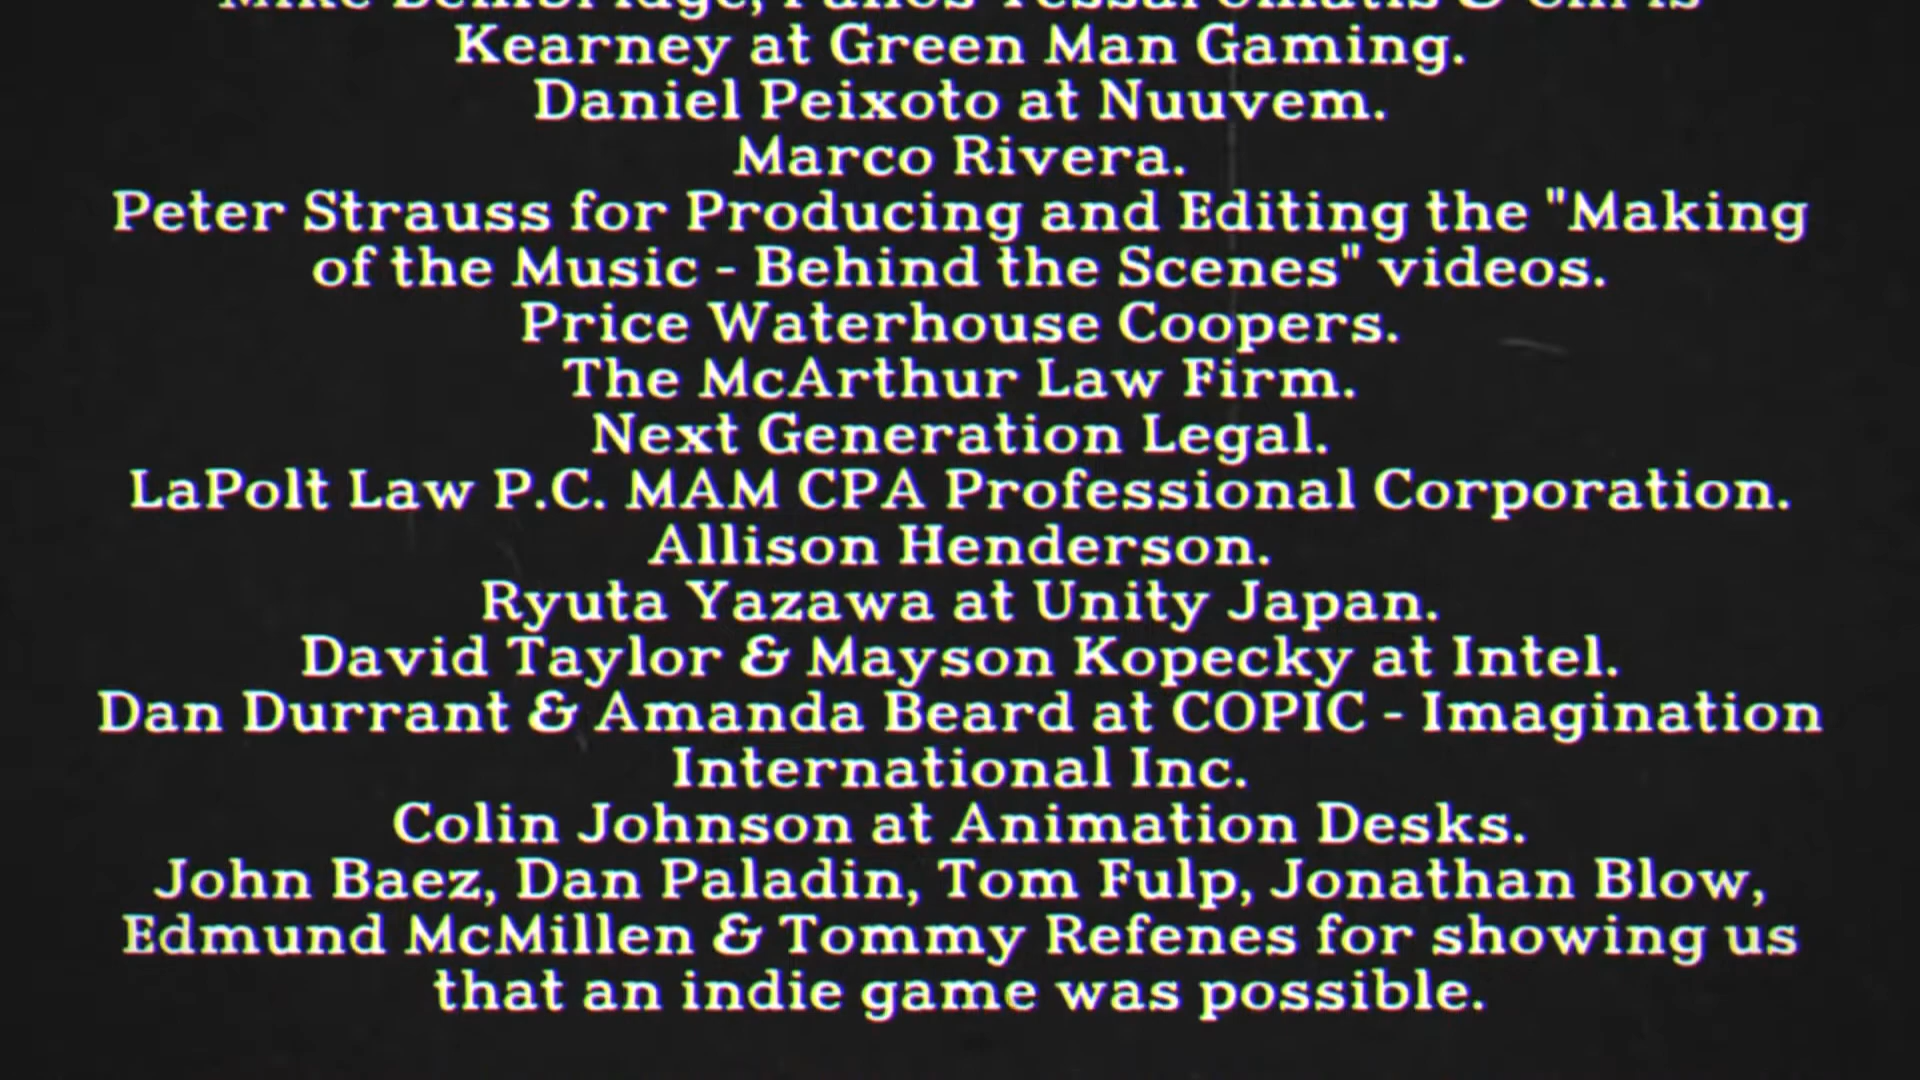 Kearney at Green Man Gaming.
Daniel Peixoto at Nuuvem.
Marco Rivera.
Peter Strauss for Producing and Editing the "Making
of the Music - Behind the Scenes" videos.
Price Waterhouse Coopers.
The McArthur Law Firm.
Next Generation Legal.
LaPolt Law P.C. MAM CPA Professional Corporation.
Allison Henderson.
Ryuta Yazawa at Unity Japan.
David Taylor & Mayson Kopecky at Intel.
Dan Durrant & Amanda Beard at COPIC - Imagination
International Inc.
Colin Johnson at Animation Desks.
John Baez, Dan Paladin, Tom Fulp, Jonathan Blow,
Edmund McMillen & Tommy Refenes for showing us
that an indie game was possible.